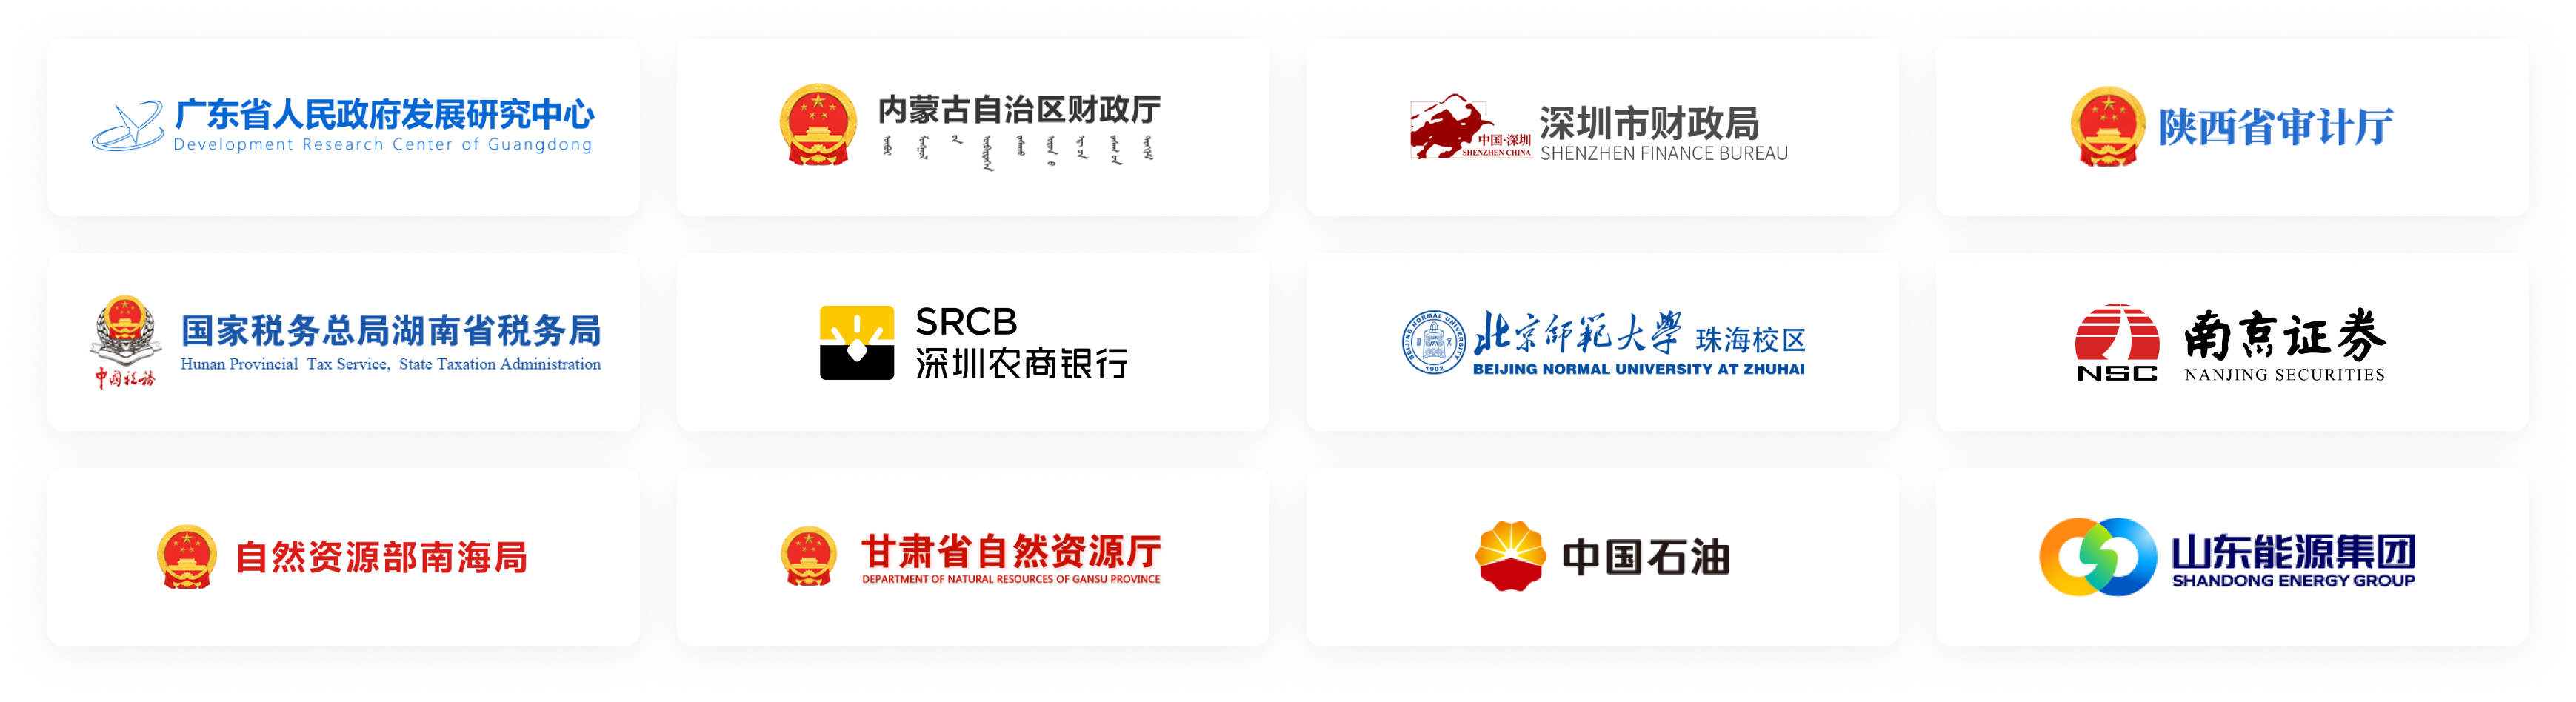 广东省人民政府发展研究中心
Development Research Center of Guangdong
内蒙古自治区财政厅
中国·深圳
SHENZHEN CHINA
深圳市财政局
SHENZHEN FINANCE BUREAU
陕西省审计厅
中国税务
国家税务总局湖南省税务局
Hunan Provincial Tax Service, State Taxation Administration
SRCB
深圳农商银行
BEIJING NORMAL UNIVERSITY
1902
北京师范大学 珠海校区
BEIJING NORMAL UNIVERSITY AT ZHUHAI
NSC
南京证券
NANJING SECURITIES
自然资源部南海局
甘肃省自然资源厅
DEPARTMENT OF NATURAL RESOURCES OF GANSU PROVINCE
中国石油
山东能源集团
SHANDONG ENERGY GROUP